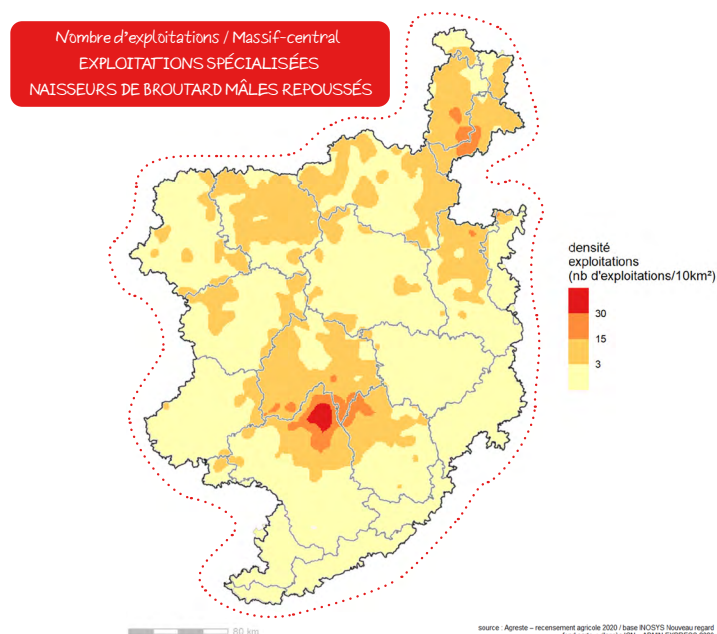 Nombre d'exploitations / Massif-central
EXPLOITATIONS SPÉCIALISÉES
NAISSEURS DE BROUTARD MÂLES REPOUSSÉS
densité
exploitations
(nb d'exploitations/10km²)
30
15
3
80 km
source : Agreste – recensement agricole 2020 / base INOSYS Nouveau regard